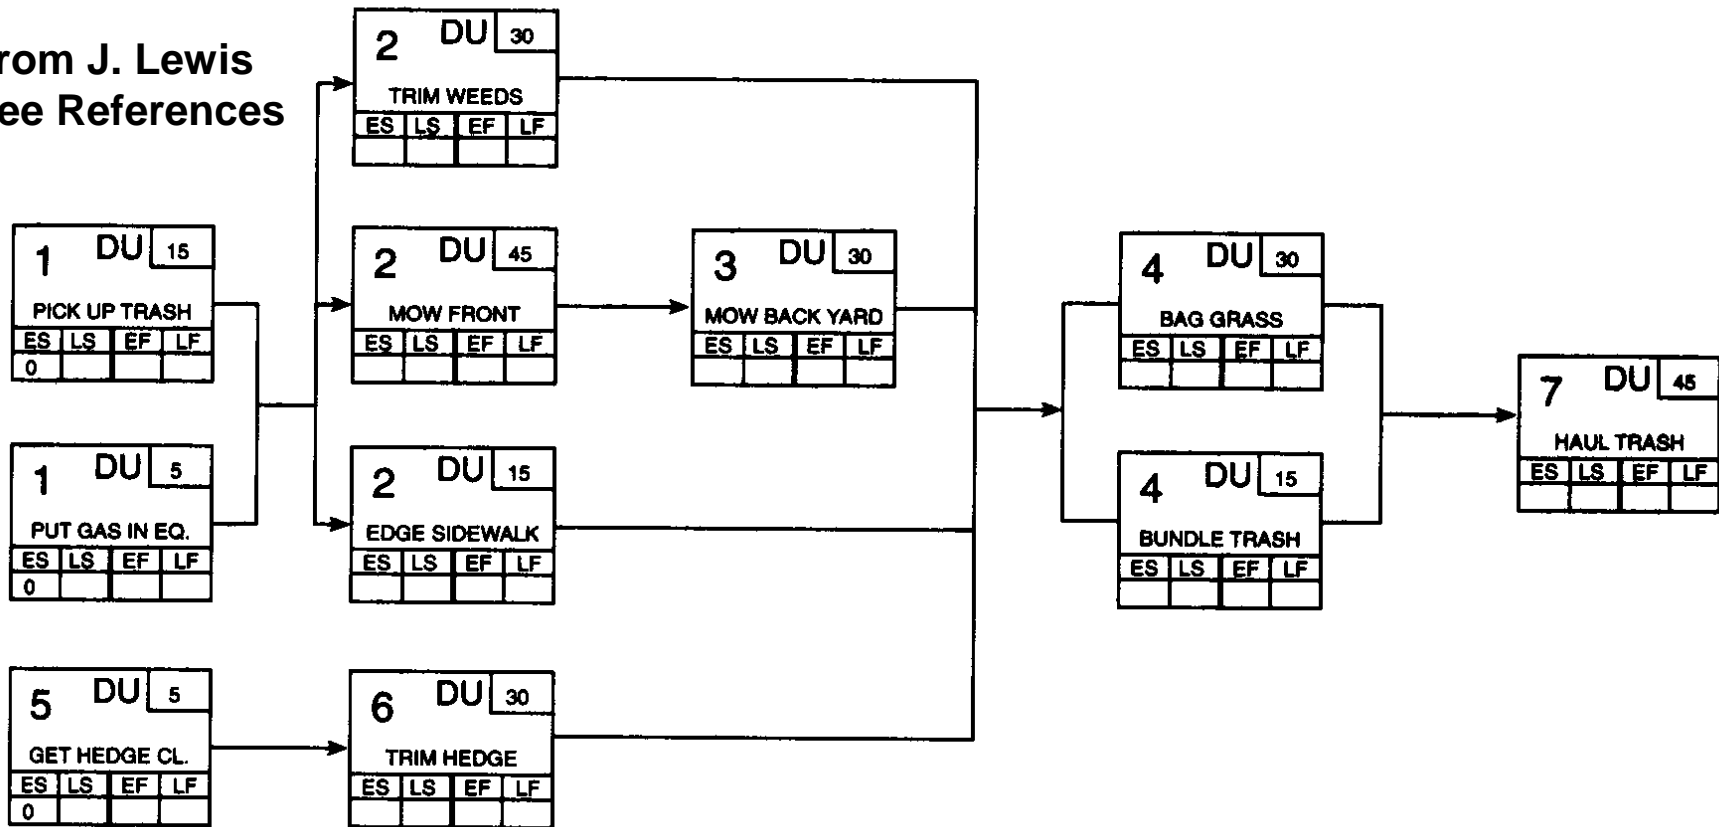 rom J. Lewis
ee References
2 DU 30
TRIM WEEDS
ES LS EF LF
1 DU 15
PICK UP TRASH
ES LS EF LF
0
2 DU 45
MOW FRONT
ES LS EF LF
3 DU 30
MOW BACK YARD
ES LS EF LF
4 DU 30
BAG GRASS
ES LS EF LF
1 DU 5
PUT GAS IN EQ.
ES LS EF LF
0
2 DU 15
EDGE SIDEWALK
ES LS EF LF
4 DU 15
BUNDLE TRASH
ES LS EF LF
7 DU 45
HAUL TRASH
ES LS EF LF
5 DU 5
GET HEDGE CL.
ES LS EF LF
0
6 DU 30
TRIM HEDGE
ES LS EF LF